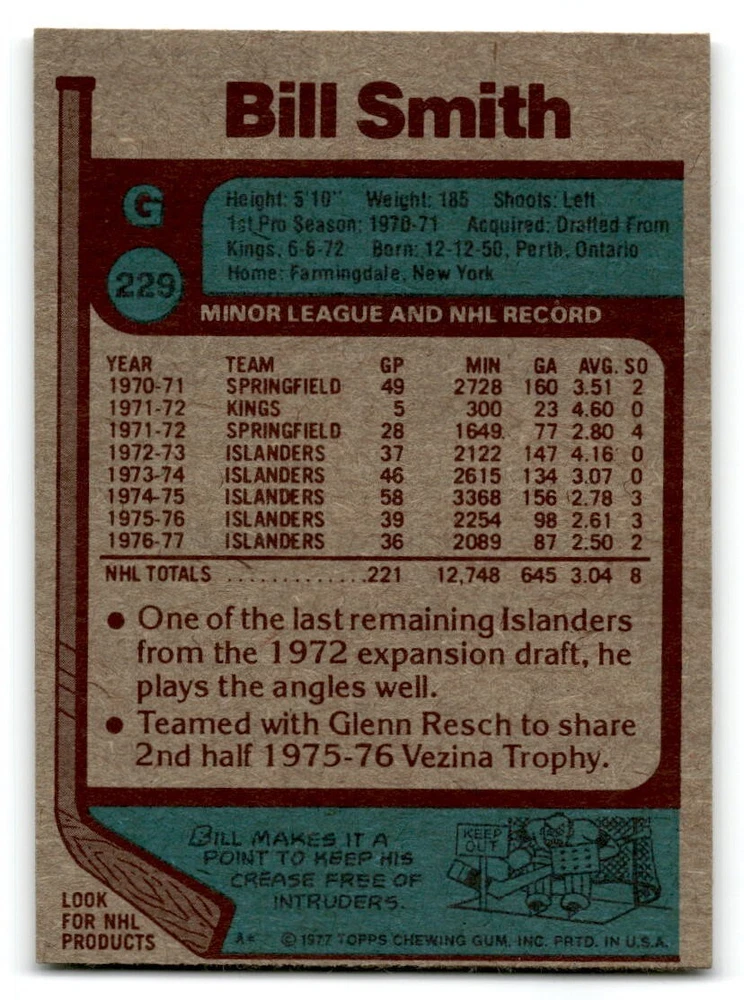 Bill Smith
G
229
Height: 5'10" Weight: 185 Shoots: Left
1st Pro Season: 1970-71 Acquired: Drafted From
Kings, 6-6-72 Born: 12-12-50, Perth, Ontario
Home: Farmingdale, New York
MINOR LEAGUE AND NHL RECORD
YEAR TEAM GP MIN GA AVG. SO
1970-71 SPRINGFIELD 49 2728 160 3.51 2
1971-72 KINGS 5 300 23 4.60 0
1971-72 SPRINGFIELD 28 1649 77 2.80 4
1972-73 ISLANDERS 37 2122 147 4.16 0
1973-74 ISLANDERS 46 2615 134 3.07 0
1974-75 ISLANDERS 58 3368 156 2.78 3
1975-76 ISLANDERS 39 2254 98 2.61 3
1976-77 ISLANDERS 36 2089 87 2.50 2
NHL TOTALS .............221 12,748 645 3.04 8
● One of the last remaining Islanders
from the 1972 expansion draft, he
plays the angles well.
● Teamed with Glenn Resch to share
2nd half 1975-76 Vezina Trophy.
BILL MAKES IT A
POINT TO KEEP HIS
CREASE FREE OF
INTRUDERS.
KEEP
OUT
LOOK
FOR NHL
PRODUCTS
A* © 1977 TOPPS CHEWING GUM, INC. PRTD. IN U.S.A.